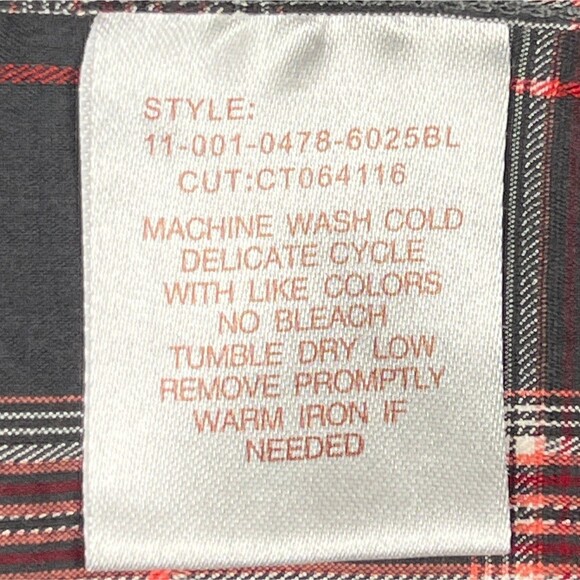 STYLE:
11-001-0478-6025BL
CUT:CT064116
MACHINE WASH COLD
DELICATE CYCLE
WITH LIKE COLORS
NO BLEACH
TUMBLE DRY LOW
REMOVE PROMPTLY
WARM IRON IF
NEEDED